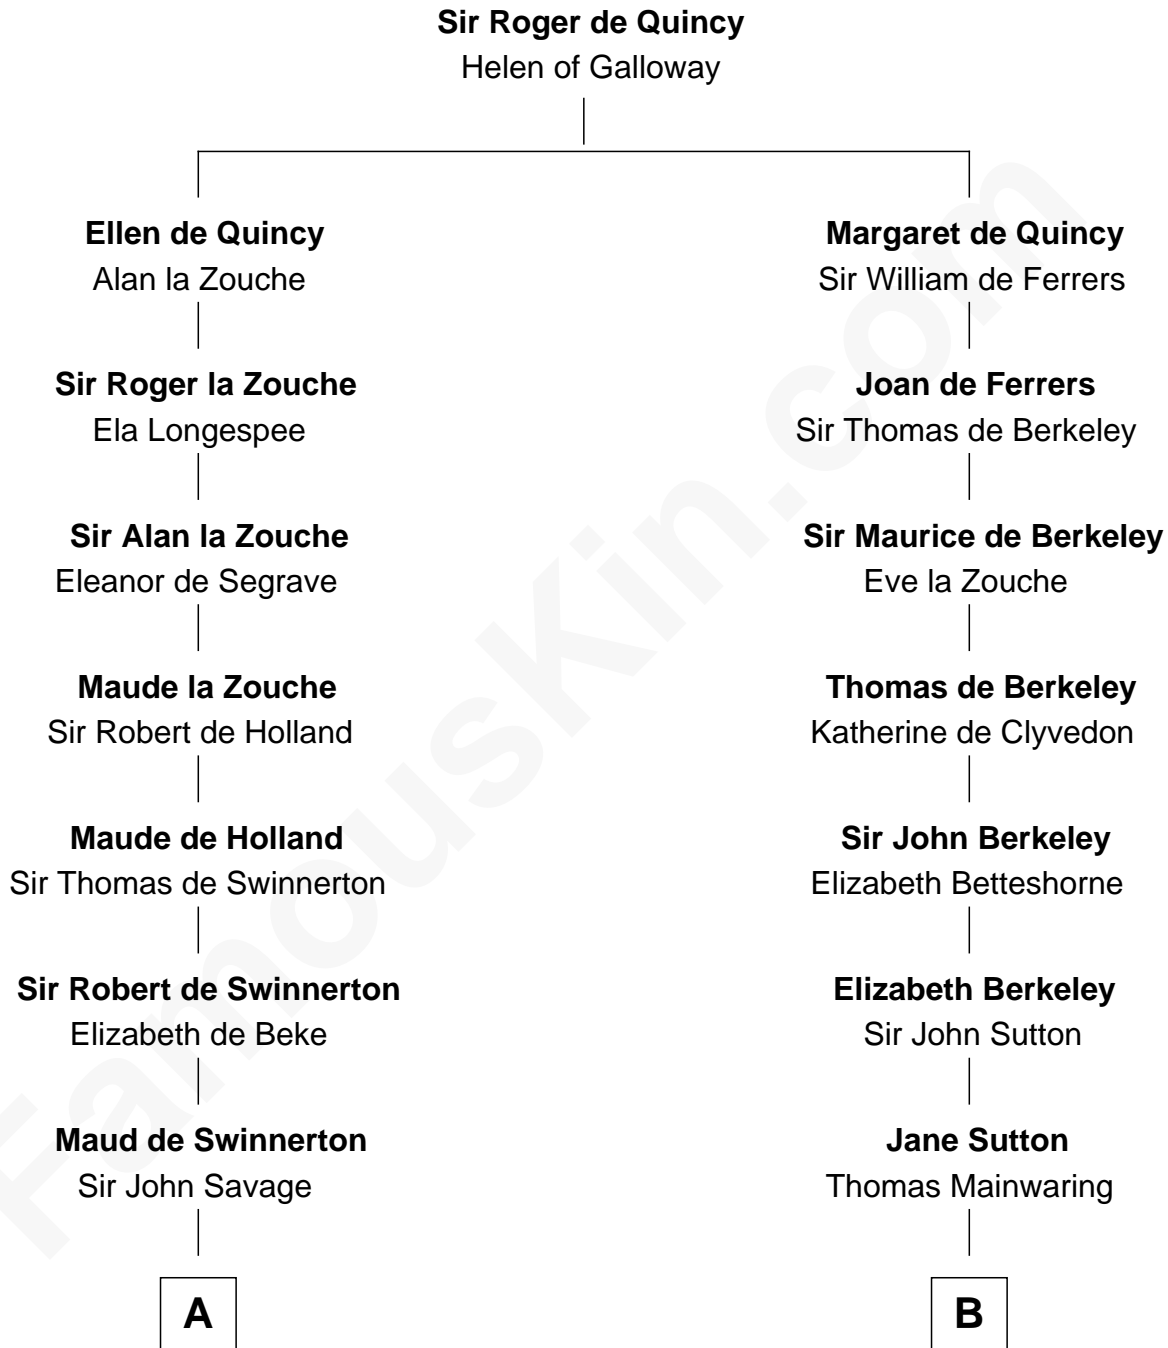 Sir Roger de Quincy
Helen of Galloway
Ellen de Quincy
Alan la Zouche
Margaret de Quincy
Sir William de Ferrers
Sir Roger la Zouche
Ela Longespee
Joan de Ferrers
Sir Thomas de Berkeley
Sir Alan la Zouche
Eleanor de Segrave
Sir Maurice de Berkeley
Eve la Zouche
Maude la Zouche
Sir Robert de Holland
Thomas de Berkeley
Katherine de Clyvedon
Maude de Holland
Sir Thomas de Swinnerton
Sir John Berkeley
Elizabeth Betteshorne
Sir Robert de Swinnerton
Elizabeth de Beke
Elizabeth Berkeley
Sir John Sutton
Maud de Swinnerton
Sir John Savage
Jane Sutton
Thomas Mainwaring
A
B
FamousKin.com